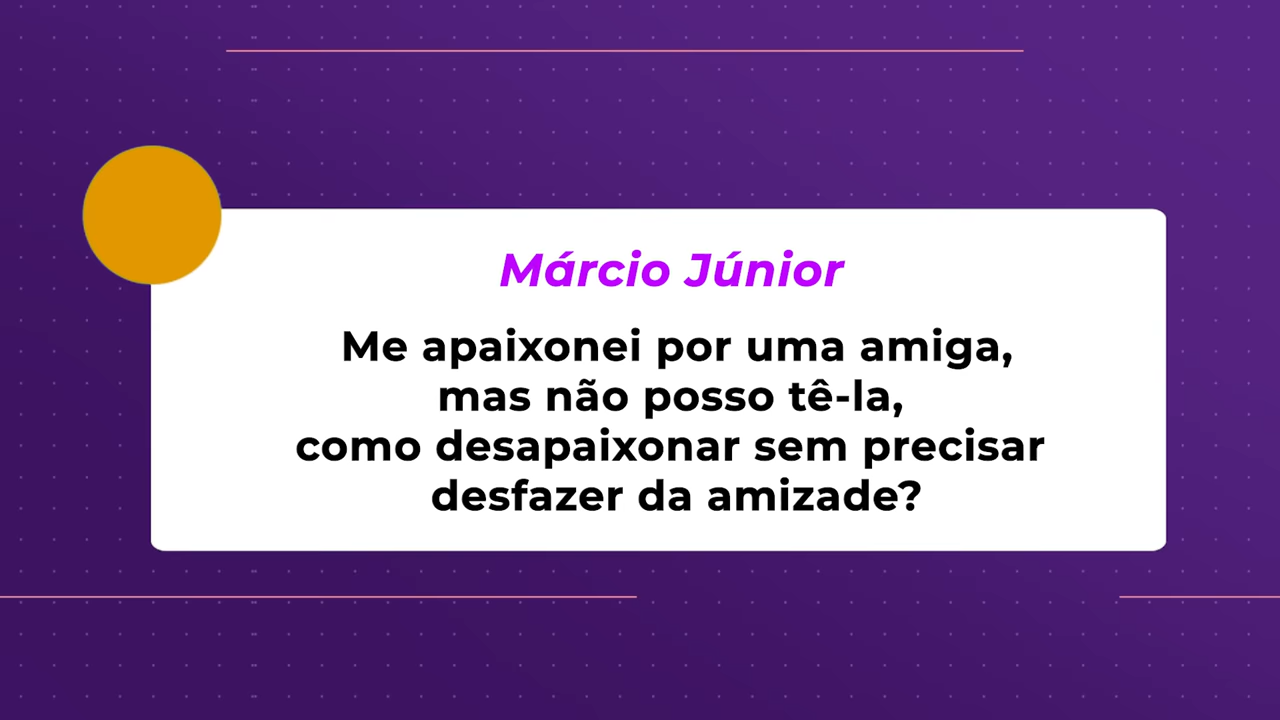 Márcio Júnior
Me apaixonei por uma amiga,
mas não posso tê-la,
como desapaixonar sem precisar
desfazer da amizade?